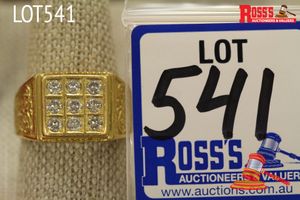 LOT541
ROSS'S
AUCTIONEERS & VALUERS
LOT
541
ROSS'S
AUCTIONEERS & VALUERS
www.auctions.com.au